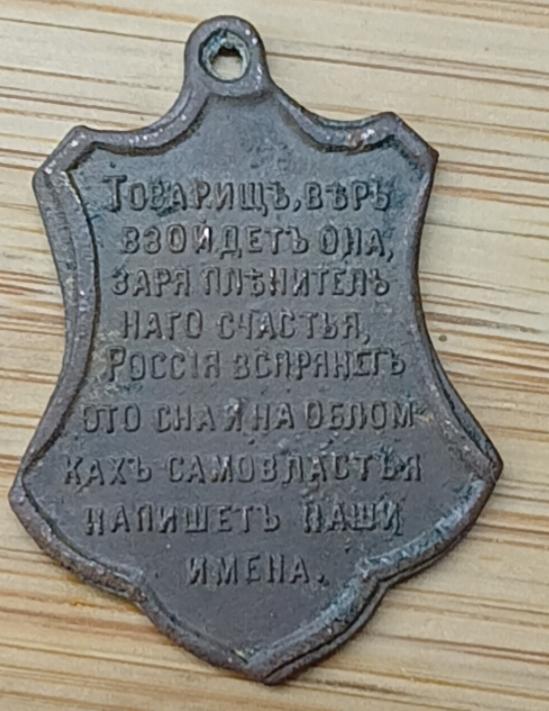 ТОВАРИЩЪ, ВѢРЬ
ВЗОЙДЕТЪ ОНА,
ЗАРЯ ПЛѢНИТЕЛЬ
НАГО СЧАСТЬЯ,
РОССІЯ ВСПРЯНЕТЪ
ОТО СНА И НА ОБЛОМ
КАХЪ САМОВЛАСТЬЯ
НАПИШЕТЪ НАШИ
ИМЕНА.